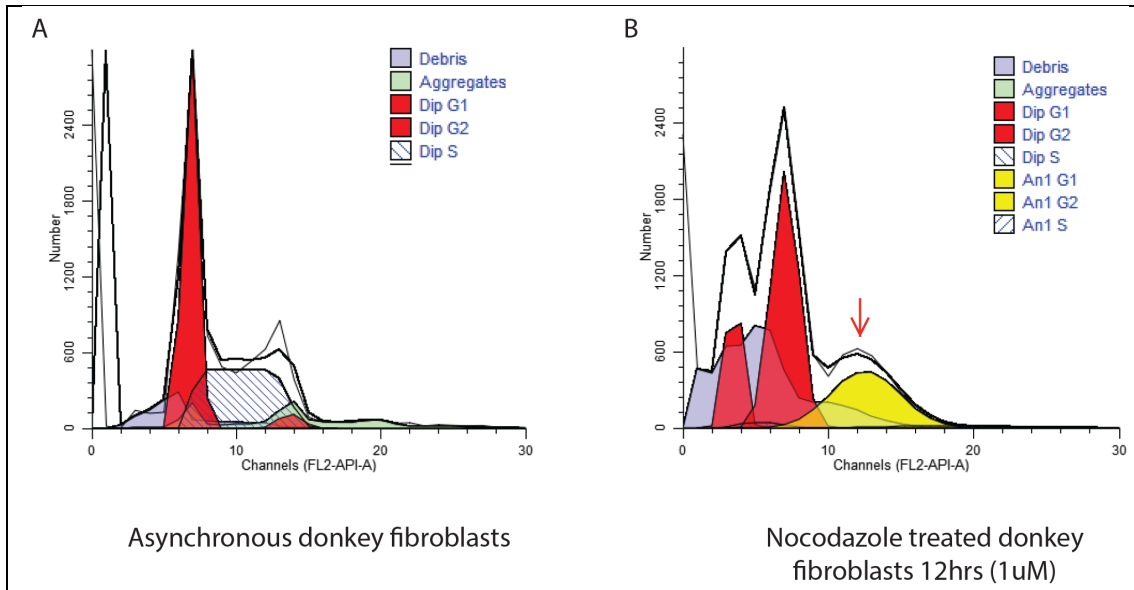 A
B
Debris
Aggregates
Dip G1
Dip G2
Dip S
Debris
Aggregates
Dip G1
Dip G2
Dip S
An1 G1
An1 G2
An1 S
Number
2400
1800
1200
600
0
0
10
20
30
Channels (FL2-API-A)
Number
2400
1800
1200
600
0
0
10
20
30
Channels (FL2-API-A)
Asynchronous donkey fibroblasts
Nocodazole treated donkey
fibroblasts 12hrs (1uM)